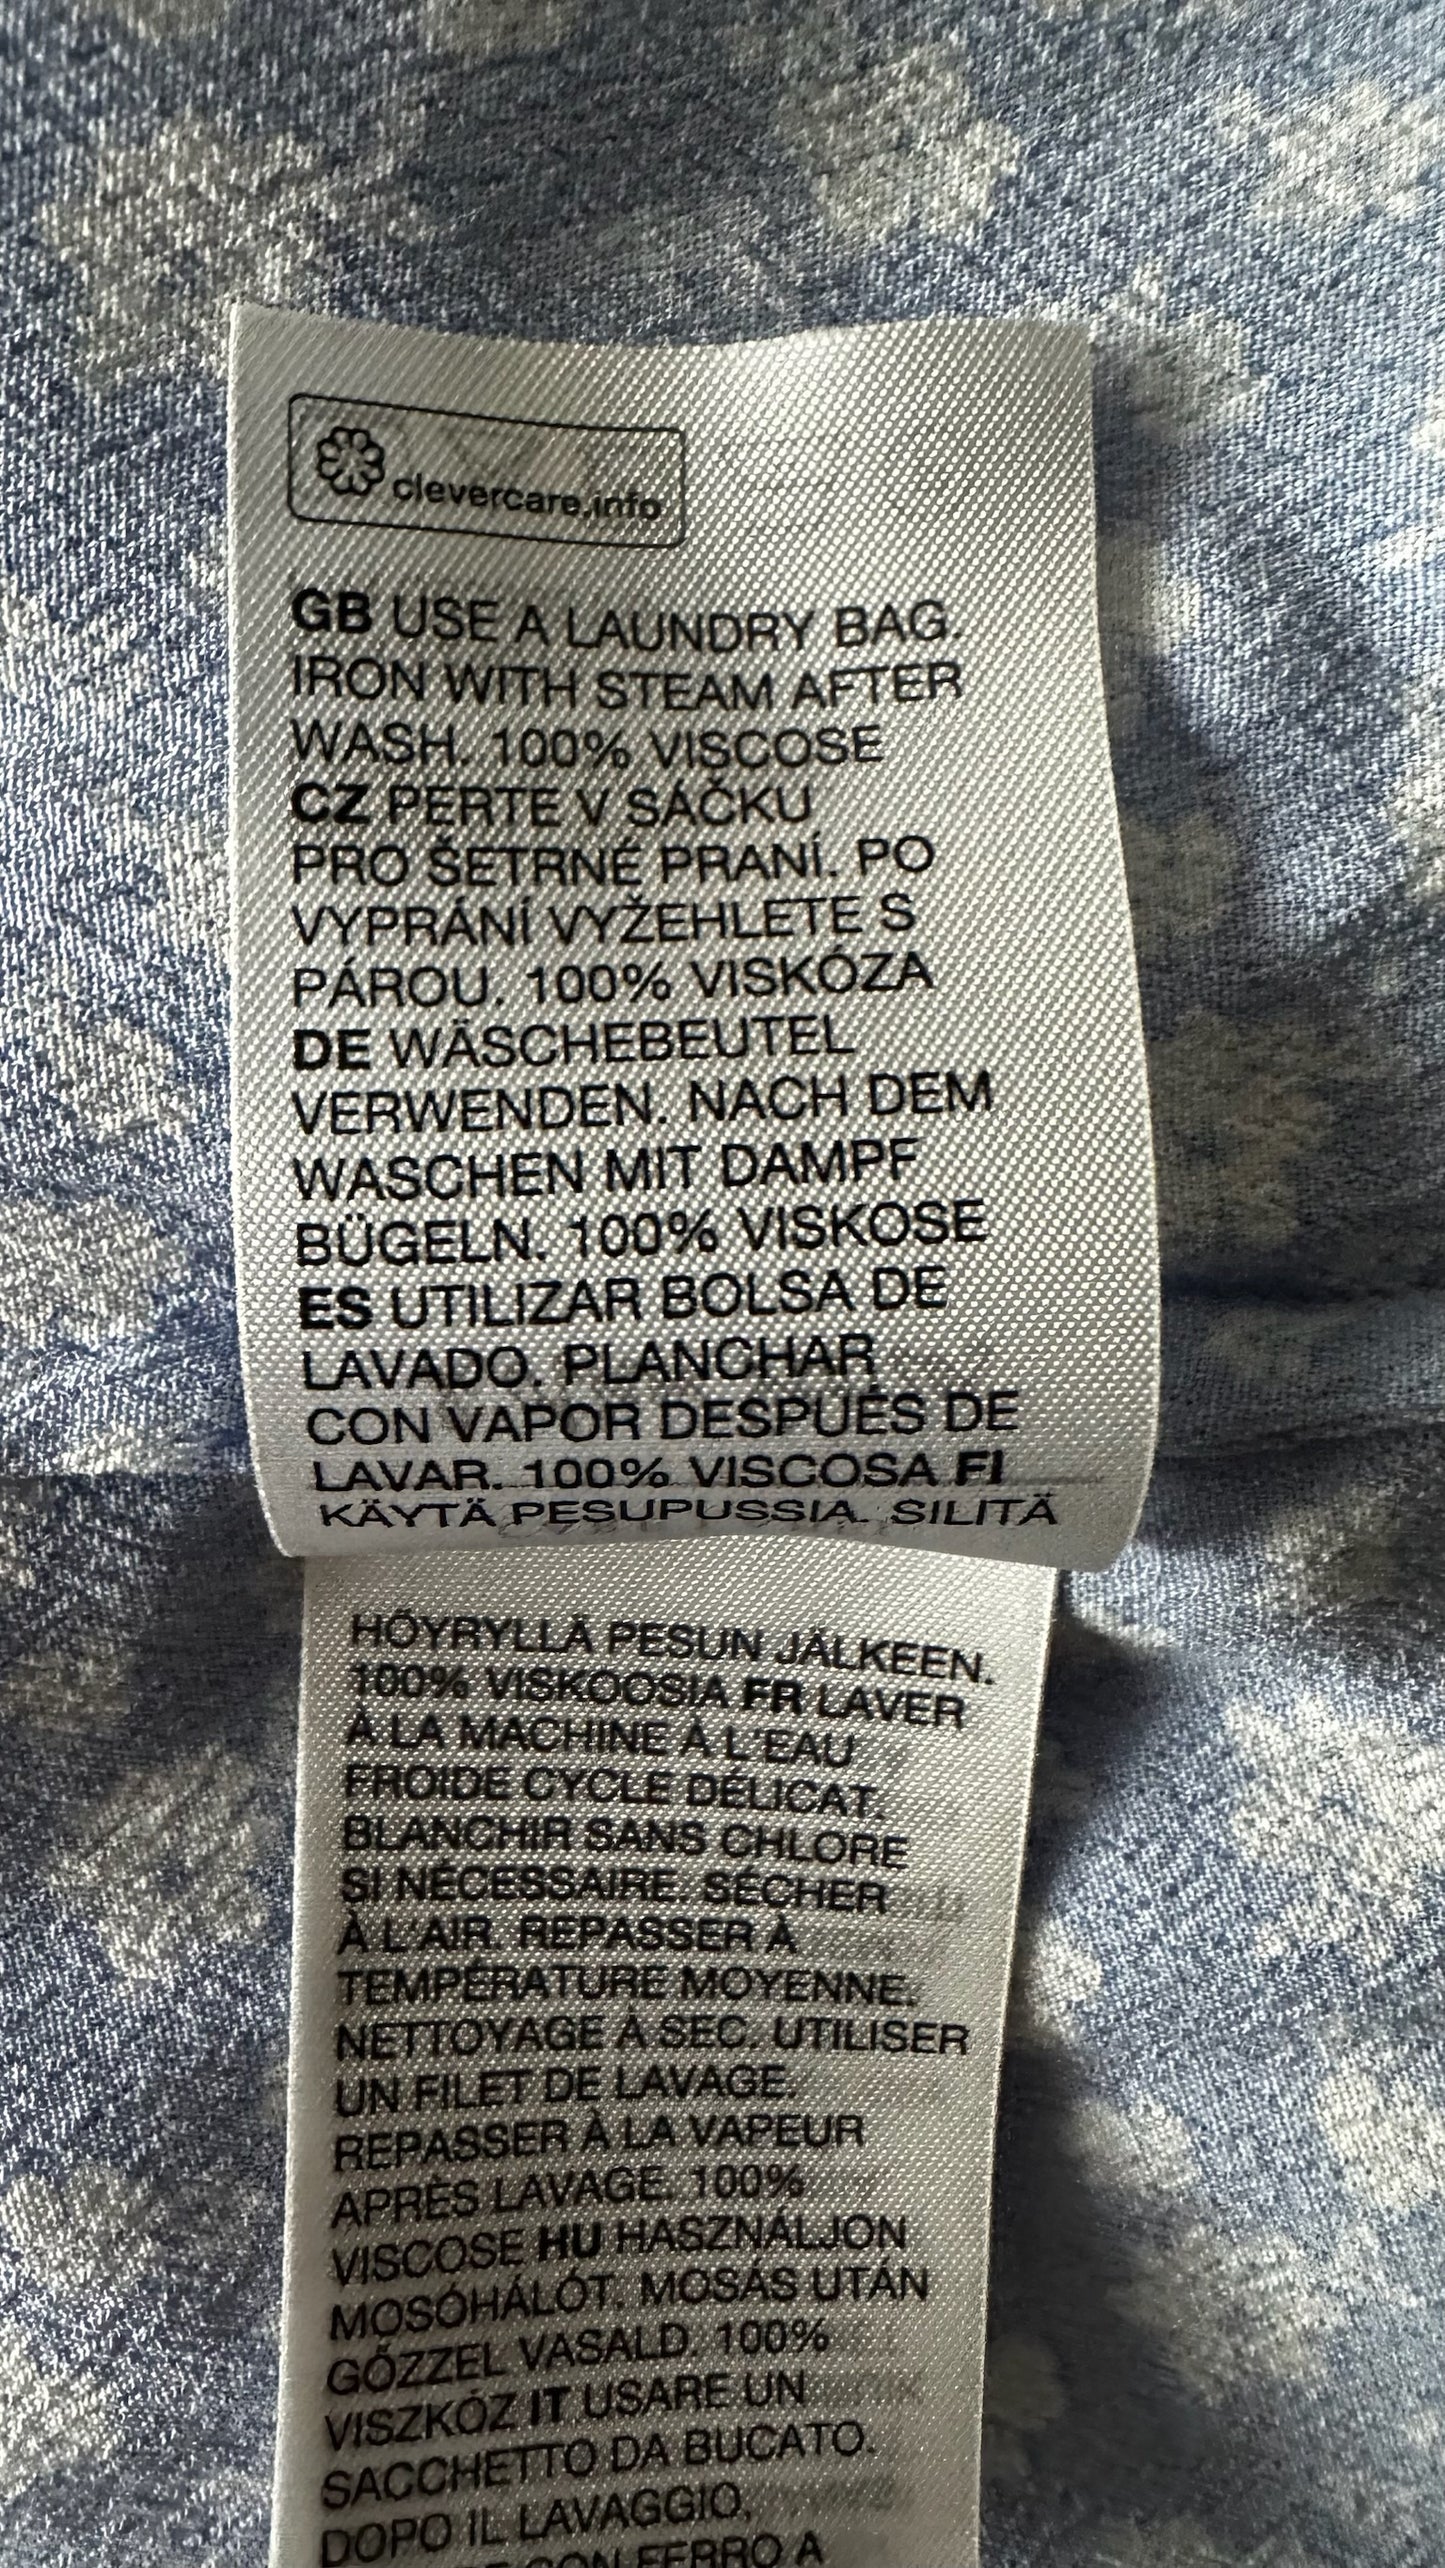 clevercare.info
GB USE A LAUNDRY BAG.
IRON WITH STEAM AFTER
WASH. 100% VISCOSE
CZ PERTE V SÁČKU
PRO ŠETRNÉ PRANÍ. PO
VYPRÁNÍ VYŽEHLETE S
PÁROU. 100% VISKÓZA
DE WÄSCHEBEUTEL
VERWENDEN. NACH DEM
WASCHEN MIT DAMPF
BÜGELN. 100% VISKOSE
ES UTILIZAR BOLSA DE
LAVADO. PLANCHAR
CON VAPOR DESPUÉS DE
LAVAR. 100% VISCOSA FI
KÄYTÄ PESUPUSSIA. SILITÄ
HÖYRYLLÄ PESUN JÄLKEEN.
100% VISKOOSIA FR LAVER
À LA MACHINE À L'EAU
FROIDE CYCLE DÉLICAT.
BLANCHIR SANS CHLORE
SI NÉCESSAIRE. SÉCHER
À L'AIR. REPASSER À
TEMPÉRATURE MOYENNE.
NETTOYAGE À SEC. UTILISER
UN FILET DE LAVAGE.
REPASSER À LA VAPEUR
APRÈS LAVAGE. 100%
VISCOSE HU HASZNÁLJON
MOSÓHÁLÓT. MOSÁS UTÁN
GŐZZEL VASALD. 100%
VISZKÓZ IT USARE UN
SACCHETTO DA BUCATO.
DOPO IL LAVAGGIO,
CON FERRO A